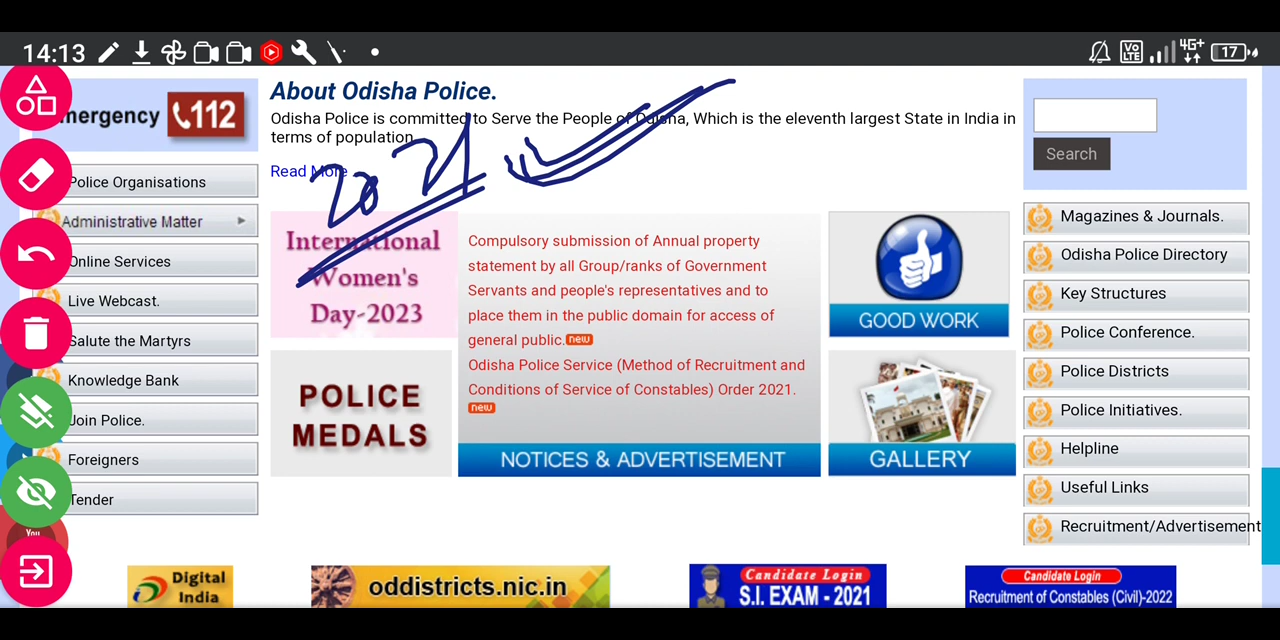 14:13
VO LTE
4G+
17
mergency 112
About Odisha Police.
Odisha Police is committed to Serve the People of Odisha, Which is the eleventh largest State in India in
terms of population
Read More
2021
Search
Police Organisations
Administrative Matter
Online Services
Live Webcast.
Salute the Martyrs
Knowledge Bank
Join Police.
Foreigners
Tender
You
International
Women's
Day-2023
POLICE
MEDALS
Compulsory submission of Annual property
statement by all Group/ranks of Government
Servants and people's representatives and to
place them in the public domain for access of
general public. new
Odisha Police Service (Method of Recruitment and
Conditions of Service of Constables) Order 2021.
new
NOTICES & ADVERTISEMENT
GOOD WORK
GALLERY
Magazines & Journals.
Odisha Police Directory
Key Structures
Police Conference.
Police Districts
Police Initiatives.
Helpline
Useful Links
Recruitment/Advertisement
Digital
India
oddistricts.nic.in
Candidate Login
S.I. EXAM - 2021
Candidate Login
Recruitment of Constables (Civil)-2022